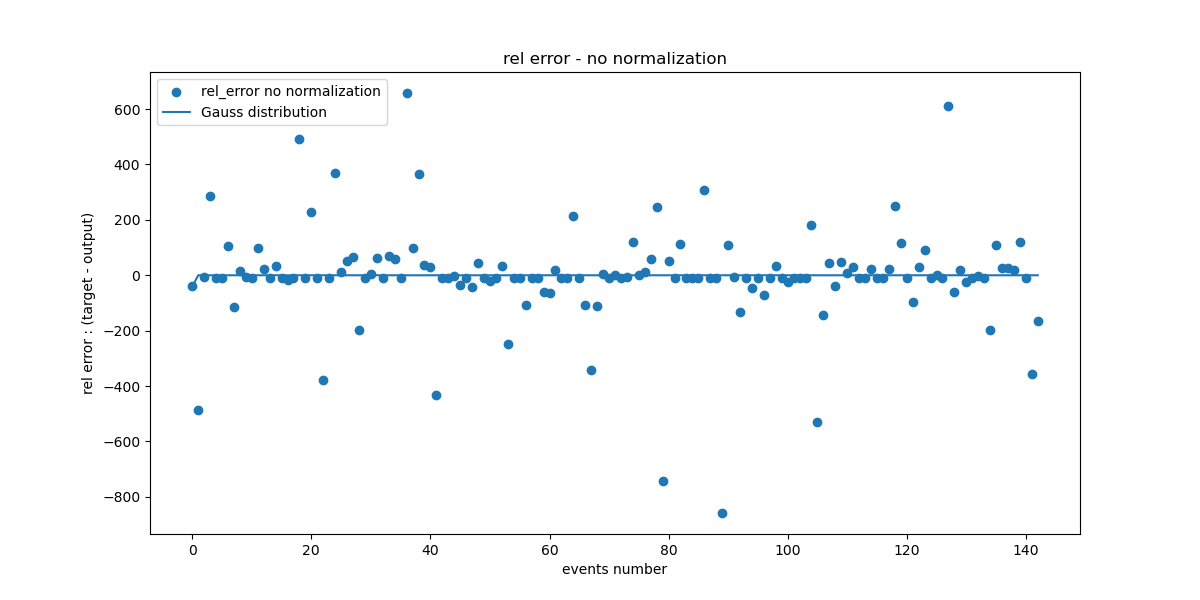 rel error - no normalization
rel_error no normalization
Gauss distribution
rel error : (target - output)
600
400
200
0
−200
−400
−600
−800
0 20 40 60 80 100 120 140
events number